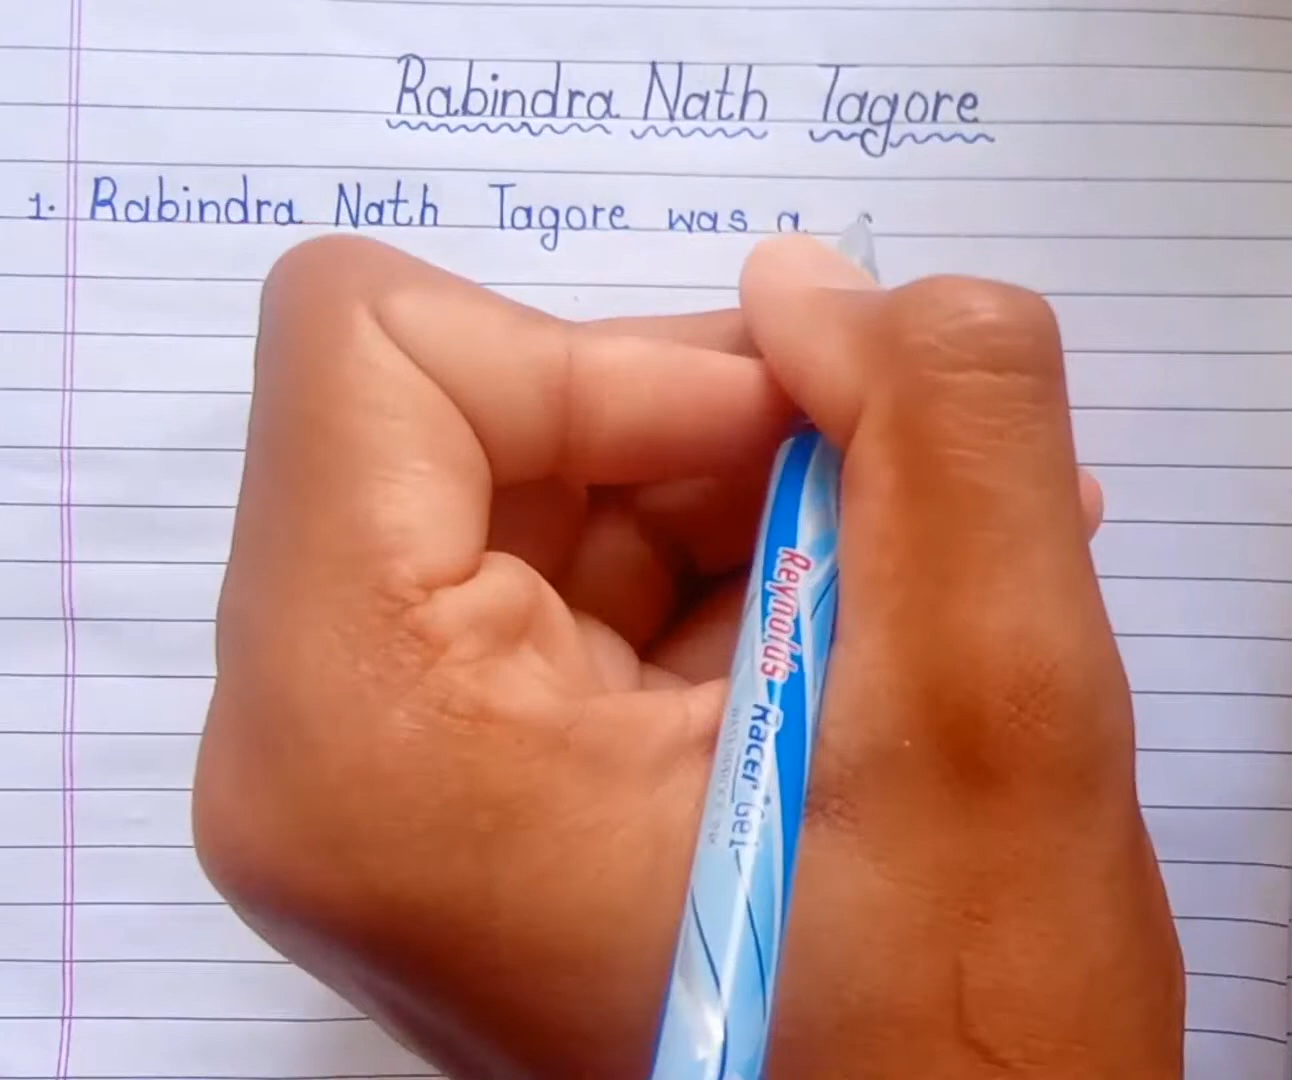 Rabindra Nath Tagore
1. Rabindra Nath Tagore was a
Reynolds Racer Gel